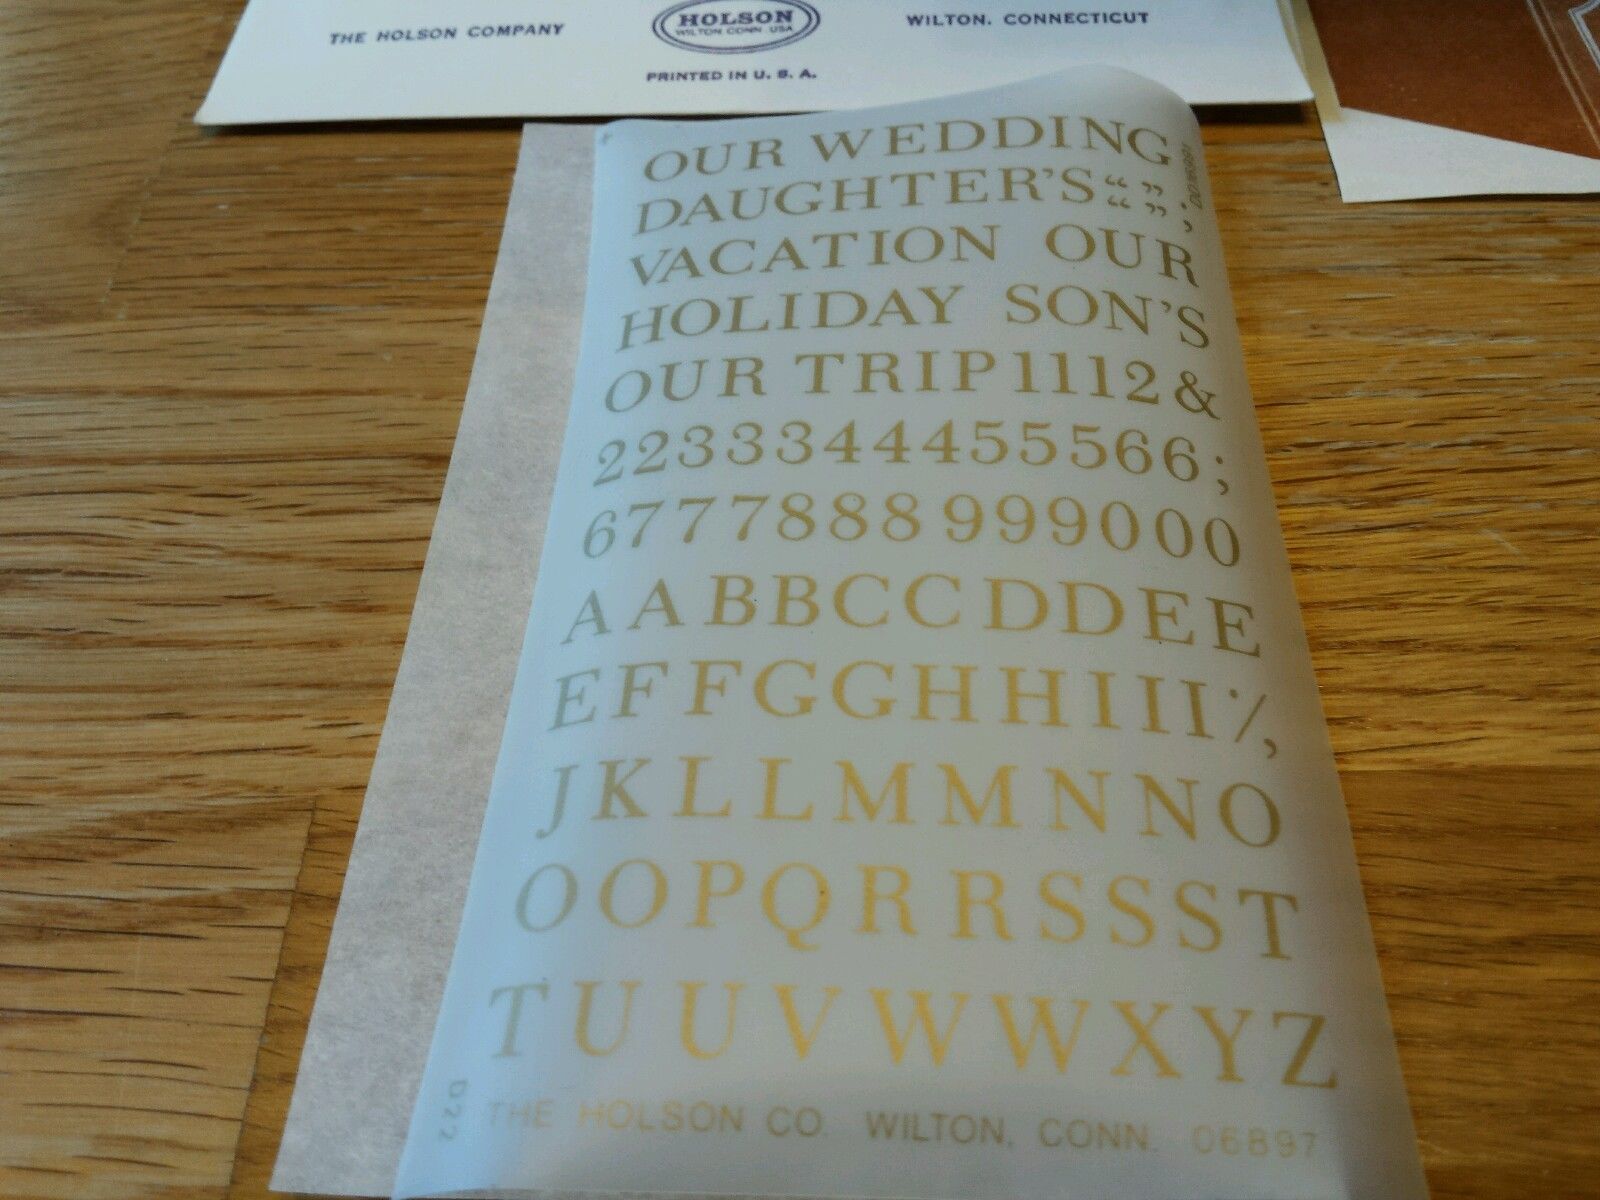 THE HOLSON COMPANY
HOLSON
WILTON CONN. USA
WILTON, CONNECTICUT
PRINTED IN U. S. A.
OUR WEDDING
DAUGHTER'S “ ” ,
“ ” ;
VACATION OUR
HOLIDAY SON'S
OUR TRIP 1112 &
2233344455566;
6777888999000
AABBCCDDEE
EFFGGHHIII./,
JKLLMMNNO
OOPQRRSSST
TUUVWWXYZ
D22
THE HOLSON CO. WILTON, CONN. 06897